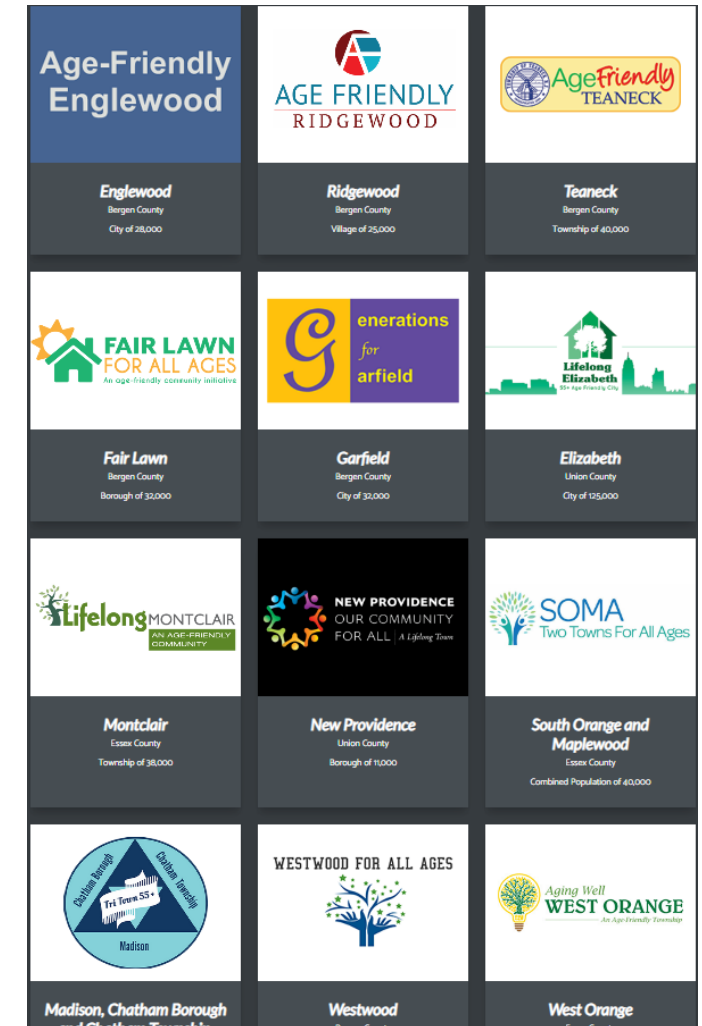 Age-Friendly
Englewood
Englewood
Bergen County
City of 28,000
AGE FRIENDLY
RIDGEWOOD
Ridgewood
Bergen County
Village of 25,000
AgeFriendly
TEANECK
Teaneck
Bergen County
Township of 40,000
FAIR LAWN
FOR ALL AGES
An age-friendly community initiative
Fair Lawn
Bergen County
Borough of 32,000
G enerations
for
arfield
Garfield
Bergen County
City of 32,000
Lifelong
Elizabeth
55+ Age Friendly City
Elizabeth
Union County
City of 125,000
Lifelong MONTCLAIR
AN AGE-FRIENDLY
COMMUNITY
Montclair
Essex County
Township of 38,000
NEW PROVIDENCE
OUR COMMUNITY
FOR ALL | A Lifelong Town
New Providence
Union County
Borough of 11,000
SOMA
Two Towns For All Ages
South Orange and
Maplewood
Essex County
Combined Population of 40,000
Chatham Borough
Chatham Township
Tri Town 55+
Madison
Madison, Chatham Borough
and Chatham Township
WESTWOOD FOR ALL AGES
Westwood
Aging Well
WEST ORANGE
An Age-Friendly Township
West Orange